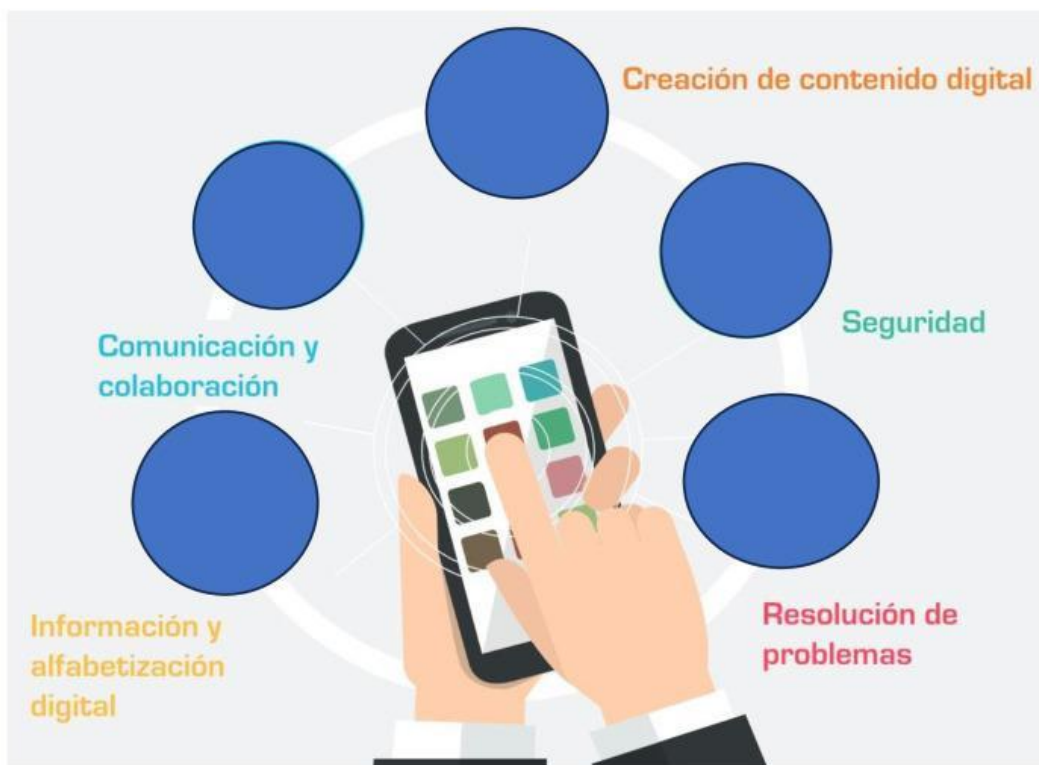 Creación de contenido digital
Seguridad
Comunicación y
colaboración
Información y
alfabetización
digital
Resolución de
problemas